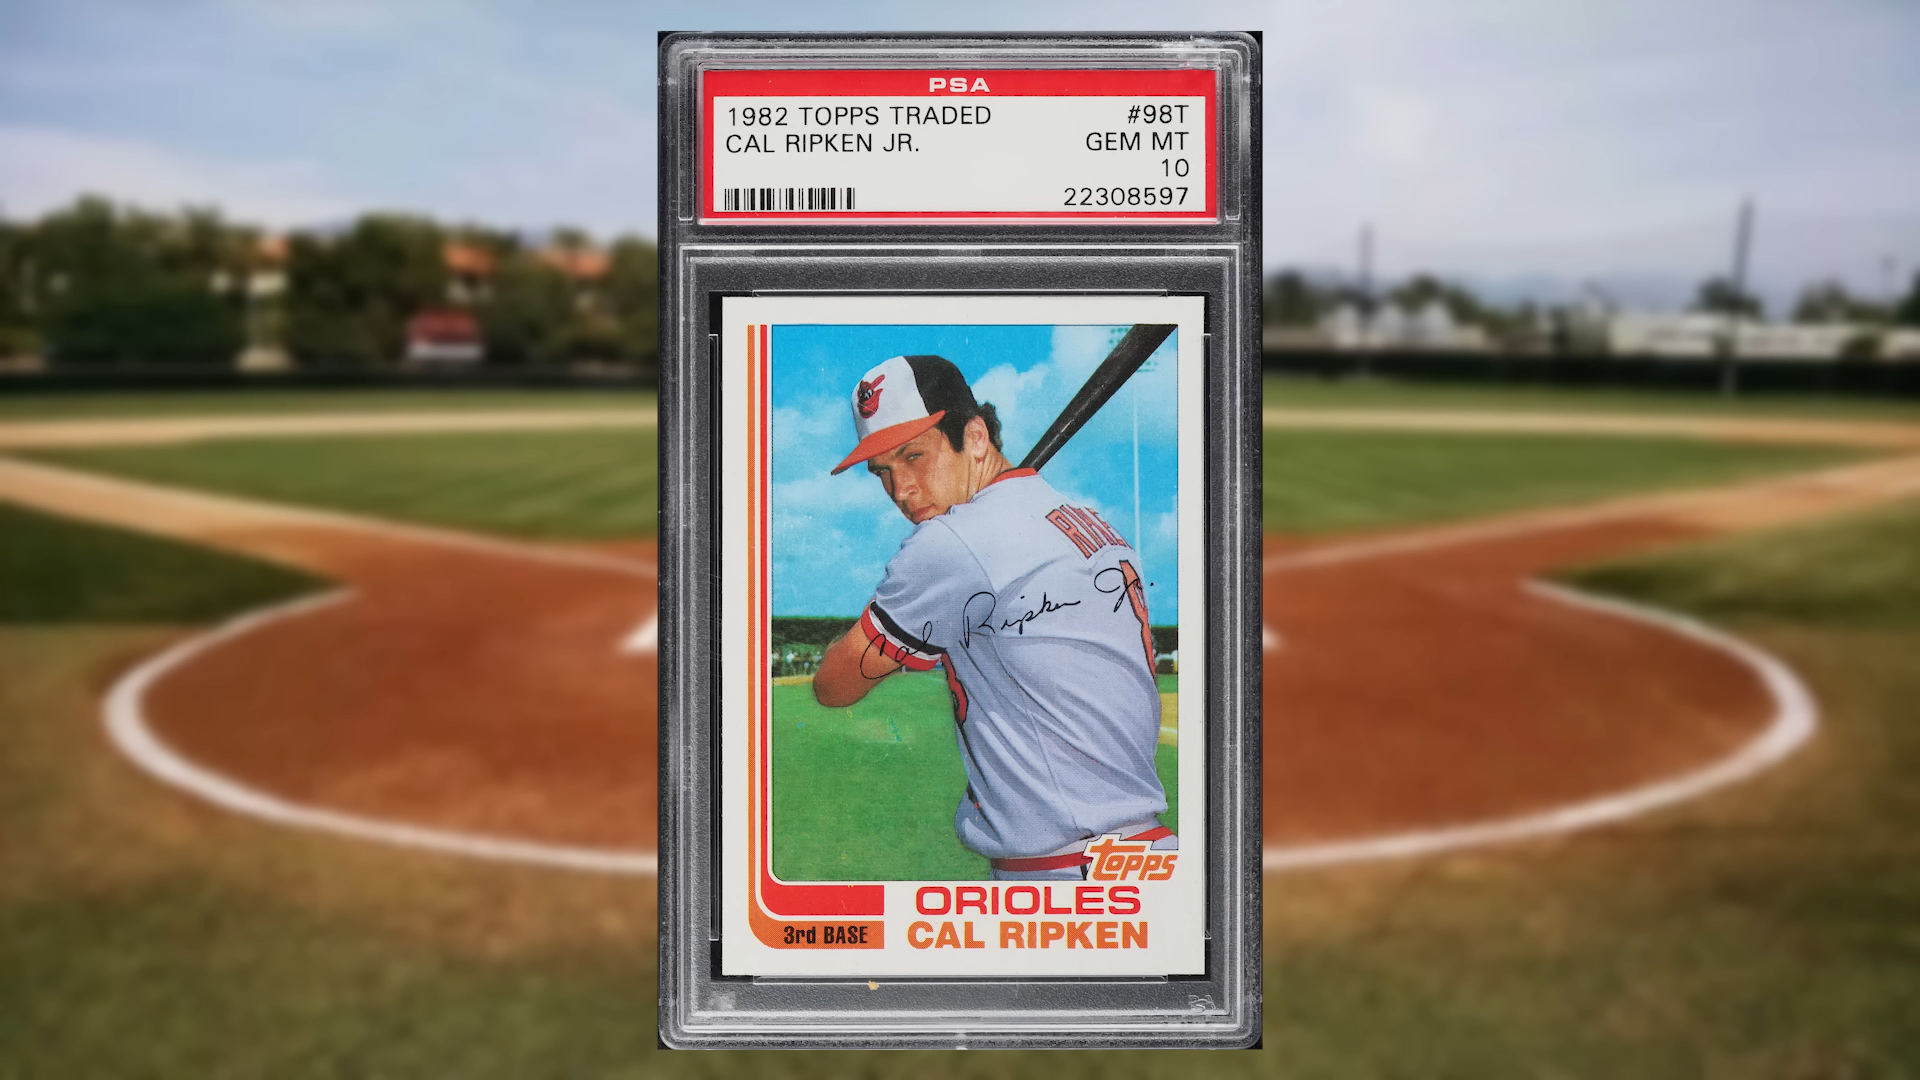 PSA
1982 TOPPS TRADED #98T
CAL RIPKEN JR. GEM MT
10
22308597
Cal Ripken Jr.
Topps
ORIOLES
3rd BASE CAL RIPKEN